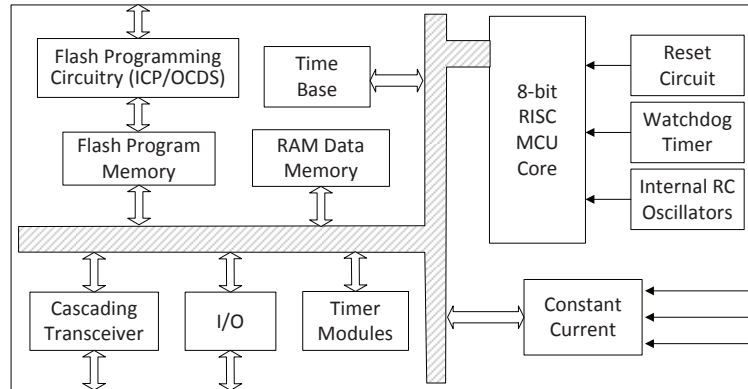 Flash Programming
Circuitry (ICP/OCDS)
Time
Base
8-bit
RISC
MCU
Core
Reset
Circuit
Flash Program
Memory
RAM Data
Memory
Watchdog
Timer
Internal RC
Oscillators
Cascading
Transceiver
I/O
Timer
Modules
Constant
Current